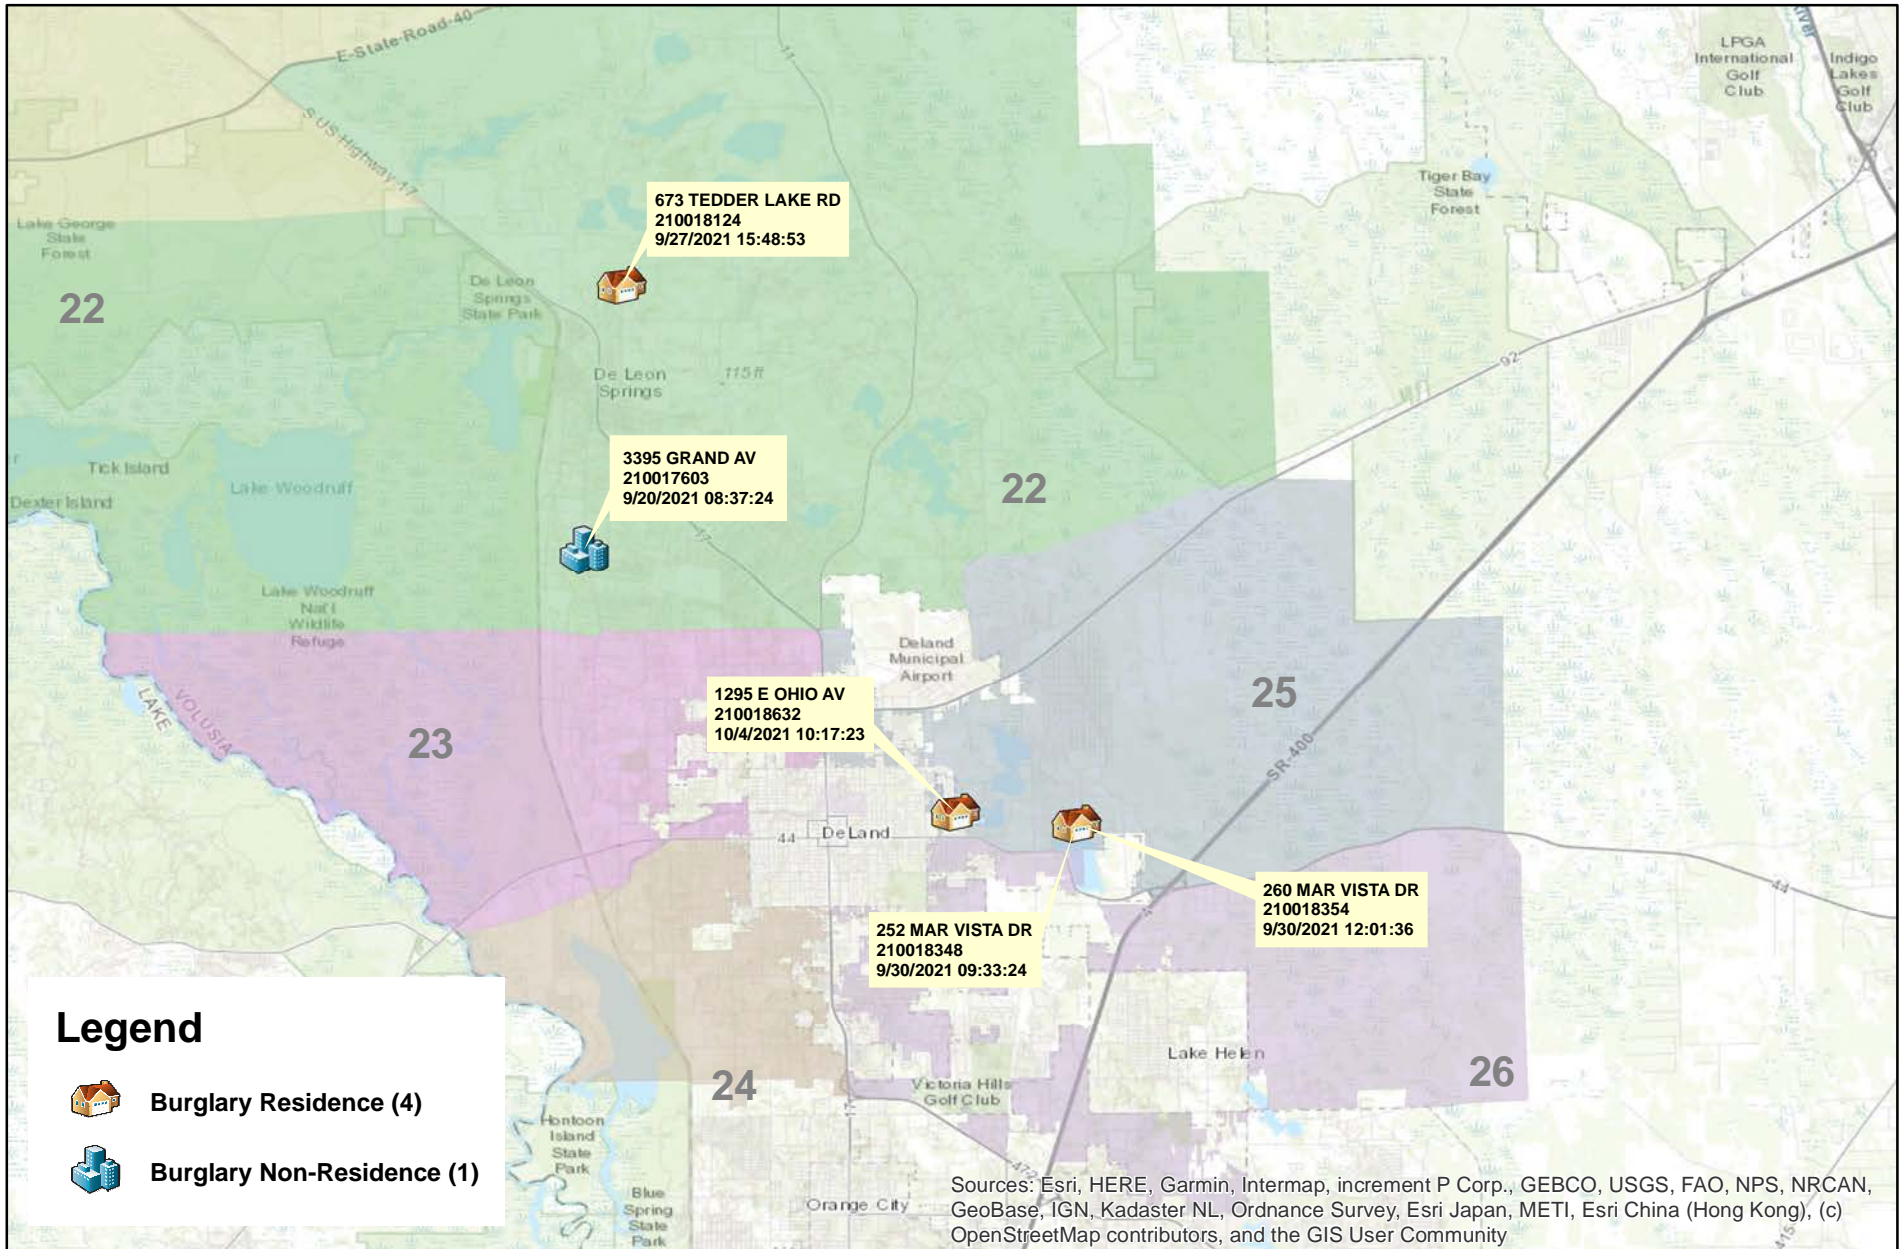 E-State-Road-40
S-US-Highway-17
11
River
LPGA
International
Golf
Club
Indigo
Lakes
Golf
Club
Tiger Bay
State
Forest
673 TEDDER LAKE RD
210018124
9/27/2021 15:48:53
Lake George
State
Forest
22
De Leon
Springs
State Park
De Leon
Springs
115 ft
92
3395 GRAND AV
210017603
9/20/2021 08:37:24
22
Tick Island
Dexter Island
Lake Woodruff
17
Lake Woodruff
Nat'l
Wildlife
Refuge
Deland
Municipal
Airport
LAKE
VOLUSIA
23
1295 E OHIO AV
210018632
10/4/2021 10:17:23
25
SR-400
44
DeLand
260 MAR VISTA DR
210018354
9/30/2021 12:01:36
44
4
252 MAR VISTA DR
210018348
9/30/2021 09:33:24
Lake Helen
26
24
Victoria Hills
Golf Club
17
Hontoon
Island
State
Park
472
Blue
Spring
State
Park
Orange City
415
Legend
Burglary Residence (4)
Burglary Non-Residence (1)
Sources: Esri, HERE, Garmin, Intermap, increment P Corp., GEBCO, USGS, FAO, NPS, NRCAN,
GeoBase, IGN, Kadaster NL, Ordnance Survey, Esri Japan, METI, Esri China (Hong Kong), (c)
OpenStreetMap contributors, and the GIS User Community